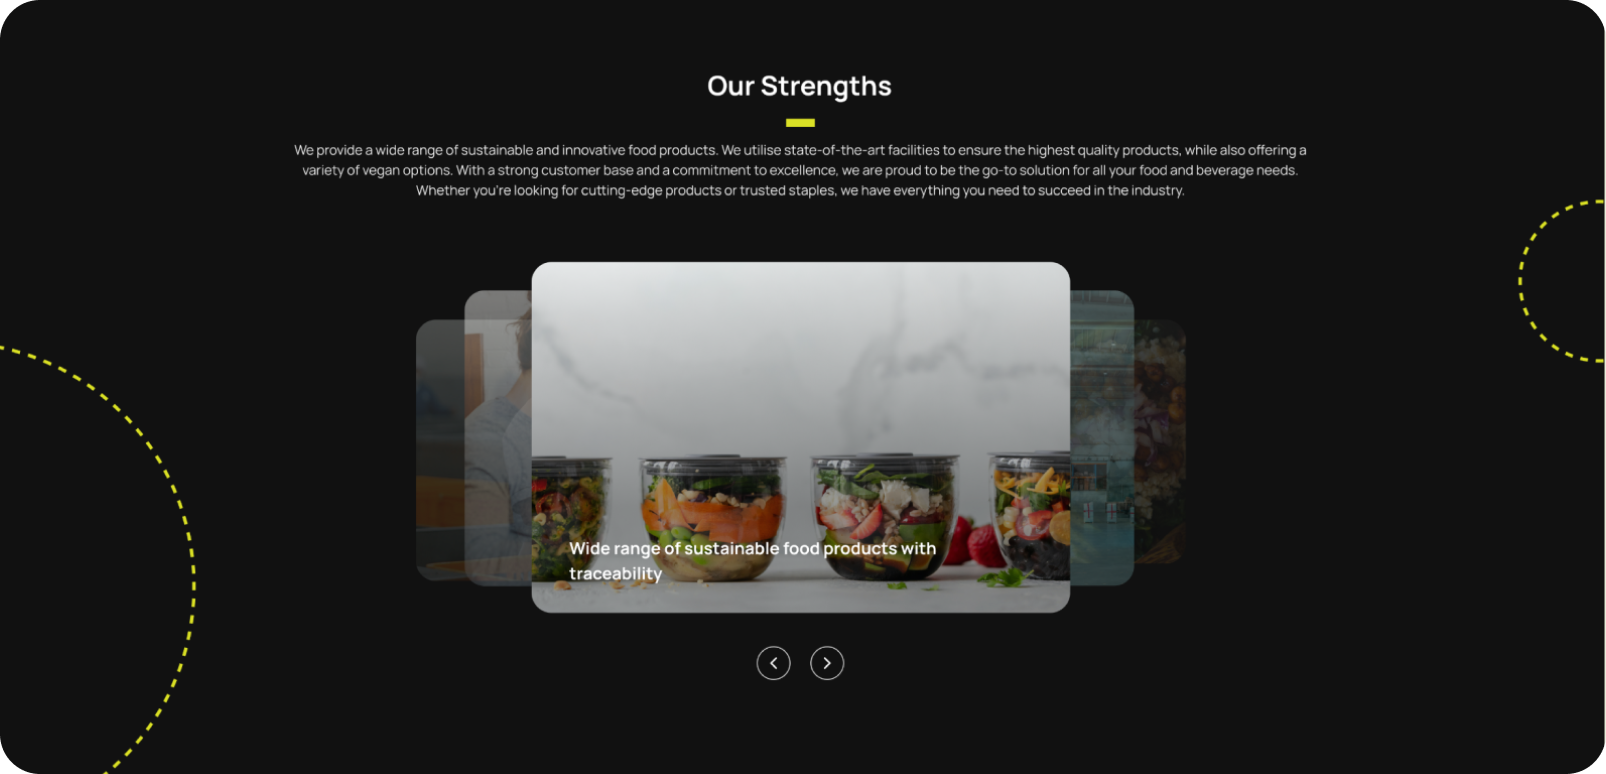 Our Strengths
We provide a wide range of sustainable and innovative food products. We utilise state-of-the-art facilities to ensure the highest quality products, while also offering a
variety of vegan options. With a strong customer base and a commitment to excellence, we are proud to be the go-to solution for all your food and beverage needs.
Whether you're looking for cutting-edge products or trusted staples, we have everything you need to succeed in the industry.
Wide range of sustainable food products with
traceability